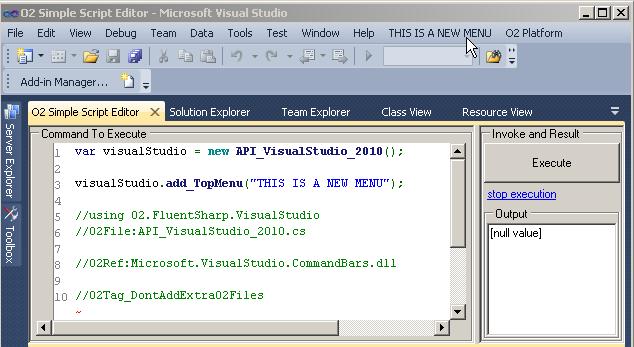 O2 Simple Script Editor - Microsoft Visual Studio
File Edit View Debug Team Data Tools Test Window Help THIS IS A NEW MENU O2 Platform
Add-in Manager...
Server Explorer
Toolbox
O2 Simple Script Editor Solution Explorer Team Explorer Class View Resource View
Command To Execute
1 var visualStudio = new API_VisualStudio_2010();
2
3 visualStudio.add_TopMenu("THIS IS A NEW MENU");
4
5 //using O2.FluentSharp.VisualStudio
6 //O2File:API_VisualStudio_2010.cs
7
8 //O2Ref:Microsoft.VisualStudio.CommandBars.dll
9
10 //O2Tag_DontAddExtraO2Files
~
Invoke and Result
Execute
stop execution
Output
[null value]